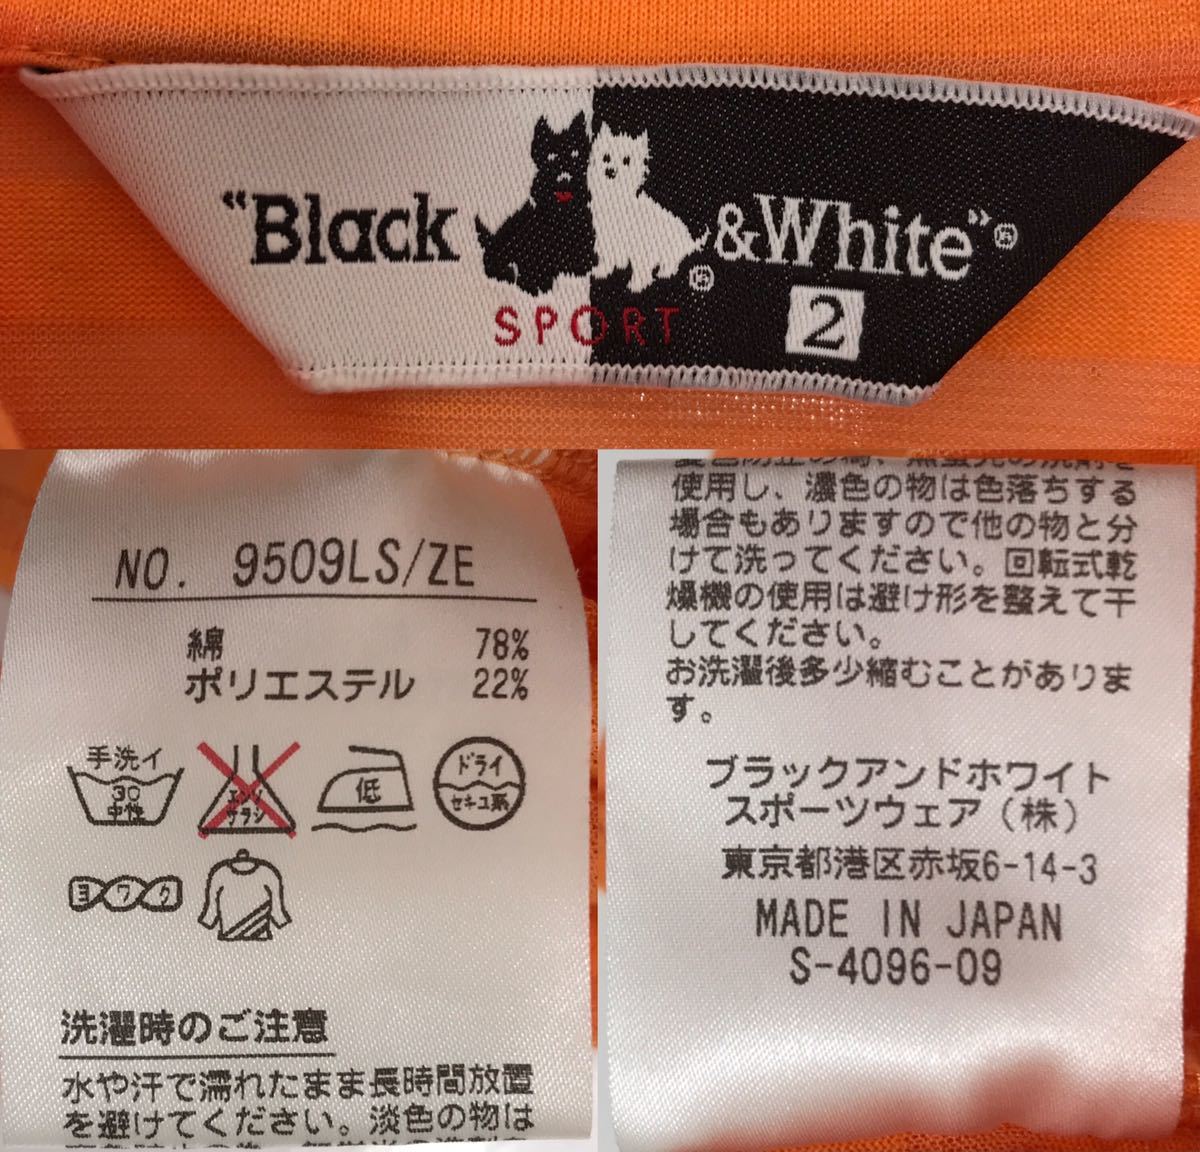 "Black & White"®
®
SPORT
2
NO. 9509LS/ZE
綿 78%
ポリエステル 22%
手洗イ
30
中性
エンソ
サラシ
低
ドライ
セキユ系
ヨワク
洗濯時のご注意
水や汗で濡れたまま長時間放置
を避けてください。淡色の物は
使用し、濃色の物は色落ちする
場合もありますので他の物と分
けて洗ってください。回転式乾
燥機の使用は避け形を整えて干
してください。
お洗濯後多少縮むことがありま
す。
ブラックアンドホワイト
スポーツウェア(株)
東京都港区赤坂6-14-3
MADE IN JAPAN
S-4096-09